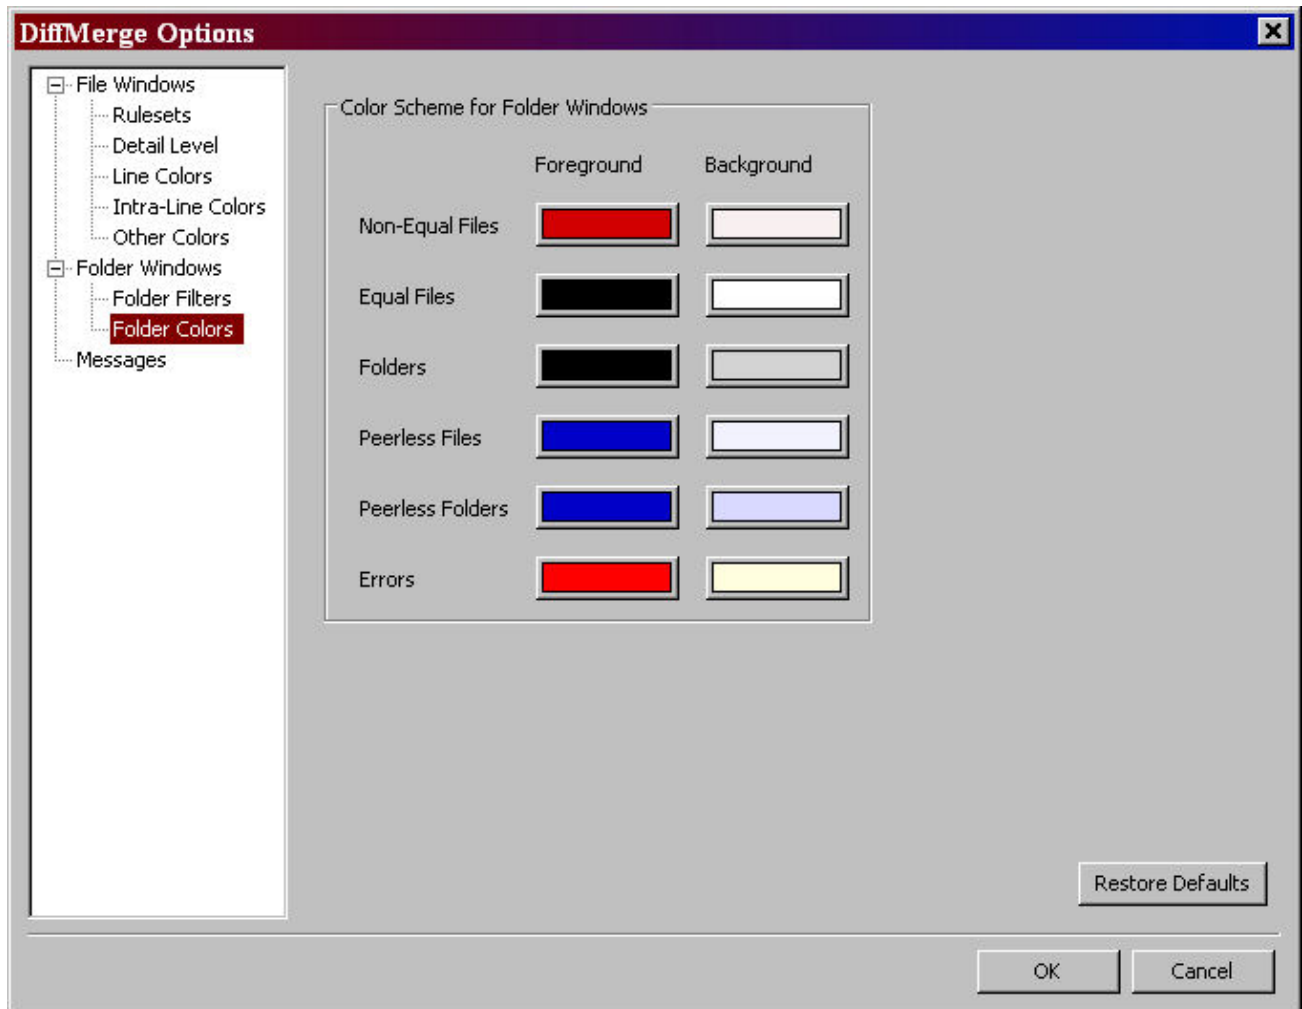 DiffMerge Options
File Windows
Rulesets
Detail Level
Line Colors
Intra-Line Colors
Other Colors
Folder Windows
Folder Filters
Folder Colors
Messages
Color Scheme for Folder Windows
Foreground Background
Non-Equal Files
Equal Files
Folders
Peerless Files
Peerless Folders
Errors
Restore Defaults
OK Cancel